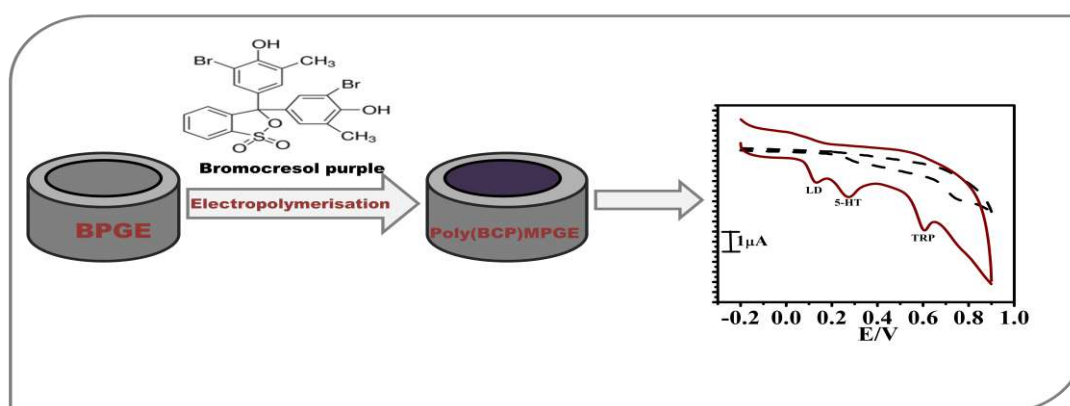 OH
Br
CH3
Br
OH
O
S
CH3
O
O
Bromocresol purple
BPGE
Electropolymerisation
Poly(BCP)MPGE
LD
5-HT
TRP
1µA
-0.2 0.0 0.2 0.4 0.6 0.8 1.0
E/V